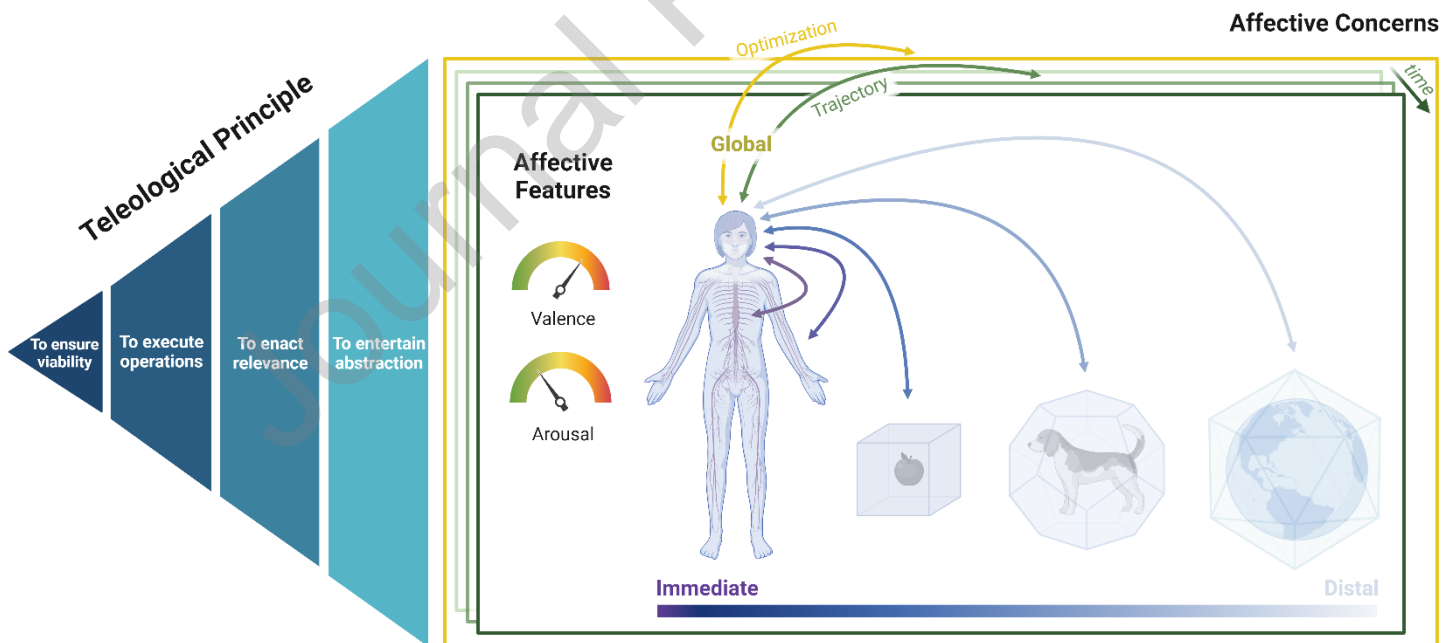 Affective Concerns
Teleological Principle
To ensure
viability
To execute
operations
To enact
relevance
To entertain
abstraction
Optimization
Trajectory
time
Global
Affective
Features
Valence
Arousal
Immediate
Distal
Journal